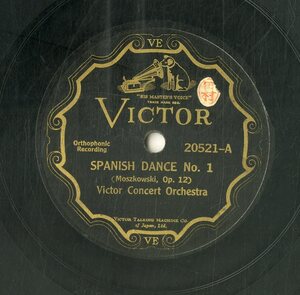 VE
"HIS MASTER'S VOICE"
TRADE MARK REG.
VICTOR
Orthophonic
Recording
20521-A
SPANISH DANCE No. 1
(Moszkowski, Op. 12)
Victor Concert Orchestra
VICTOR TALKING MACHINE CO.
of Japan, Ltd.
VE